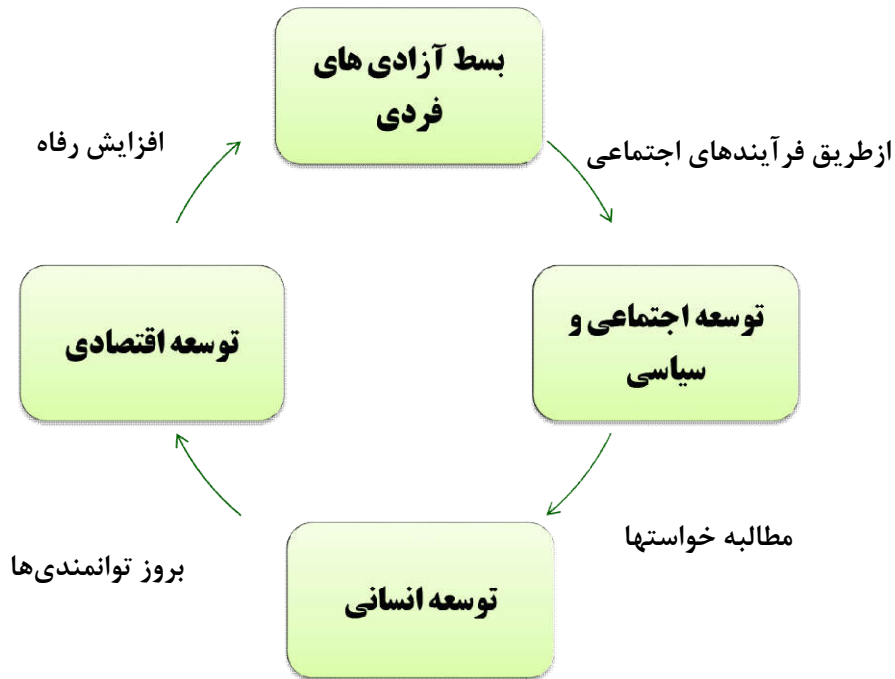 بسط آزادی های
فردی
ازطریق فرآیندهای اجتماعی
توسعه اجتماعی و
سیاسی
مطالبه خواستها
توسعه انسانی
بروز توانمندی‌ها
توسعه اقتصادی
افزایش رفاه